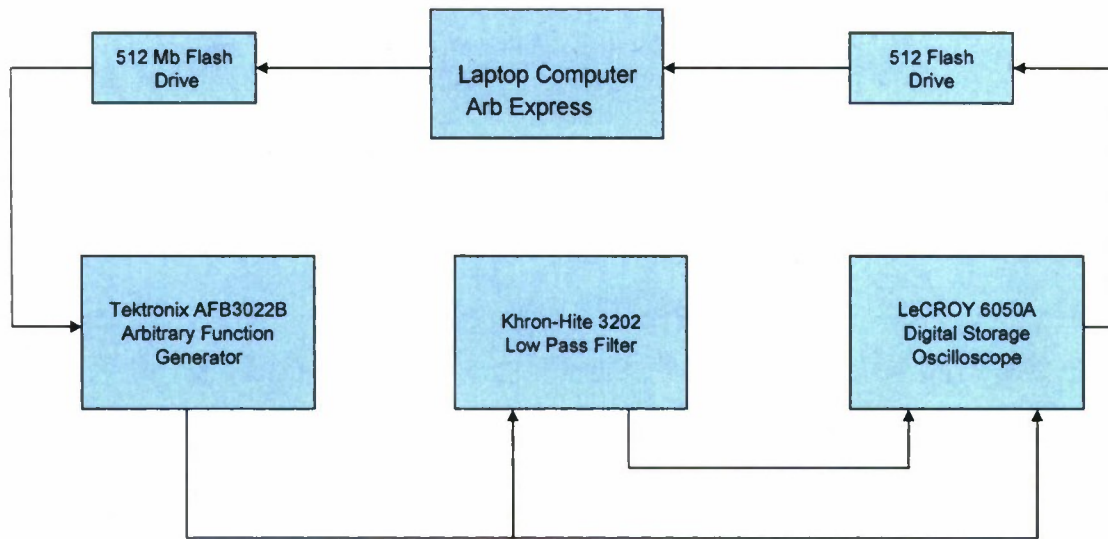 512 Mb Flash
Drive
Laptop Computer
Arb Express
512 Flash
Drive
Tektronix AFB3022B
Arbitrary Function
Generator
Khron-Hite 3202
Low Pass Filter
LeCROY 6050A
Digital Storage
Oscilloscope